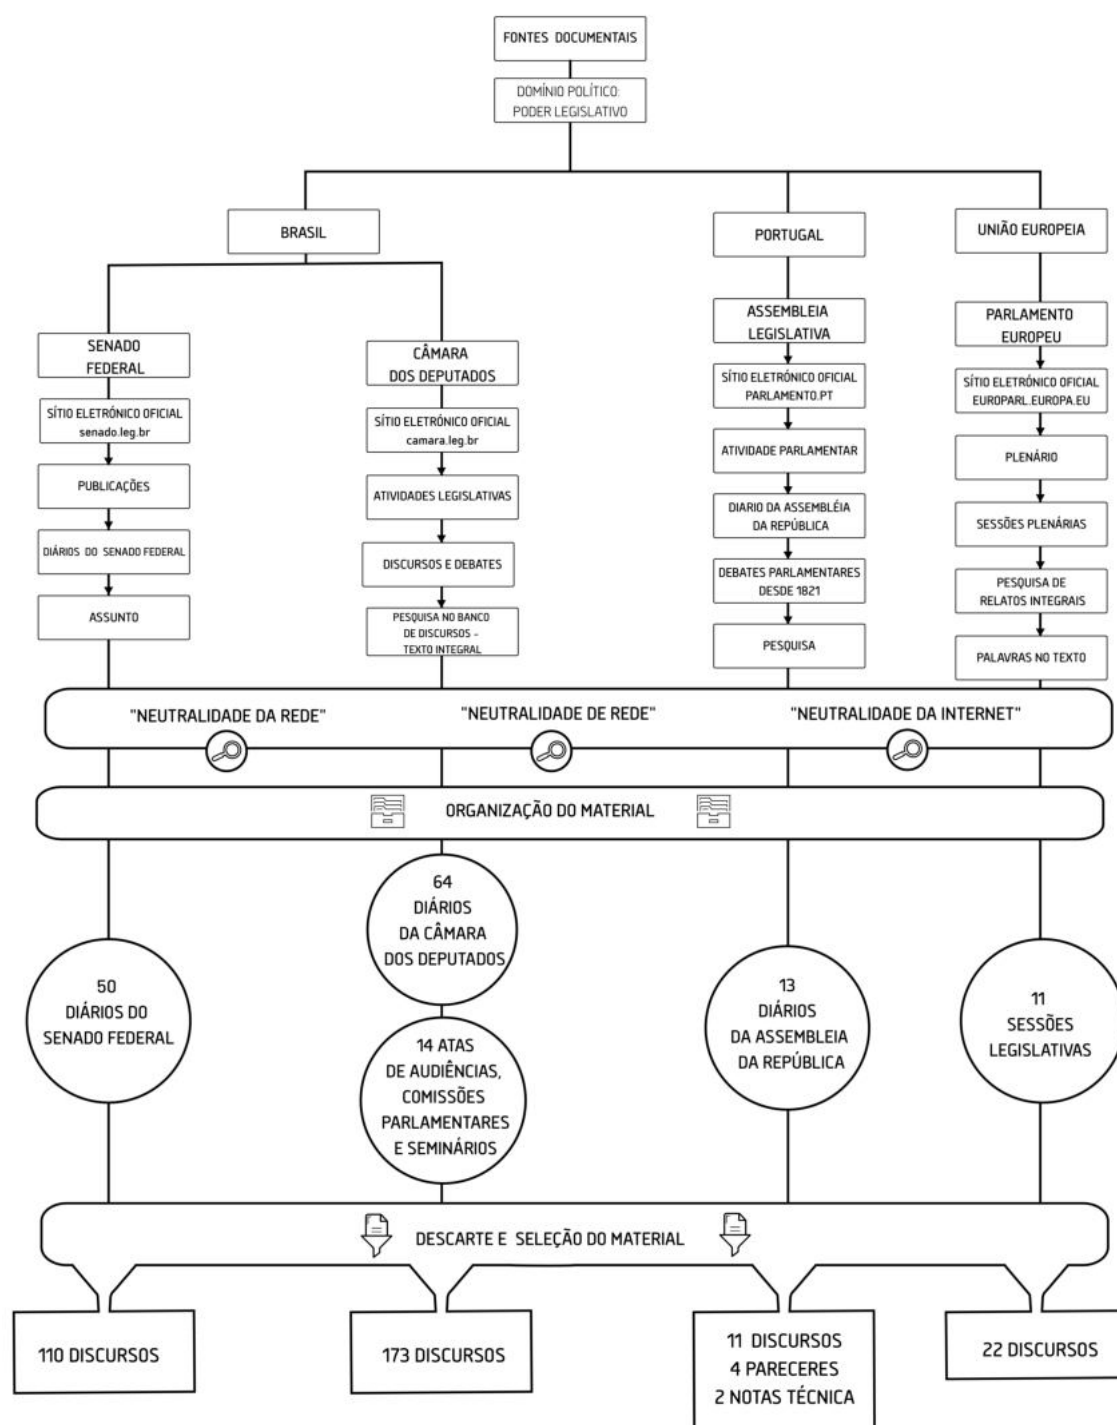 FONTES DOCUMENTAIS
DOMÍNIO POLÍTICO:
PODER LEGISLATIVO
BRASIL
SENADO
FEDERAL
SÍTIO ELETRÓNICO OFICIAL
senado.leg.br
PUBLICAÇÕES
DIÁRIOS DO SENADO FEDERAL
ASSUNTO
CÂMARA
DOS DEPUTADOS
SÍTIO ELETRÓNICO OFICIAL
camara.leg.br
ATIVIDADES LEGISLATIVAS
DISCURSOS E DEBATES
PESQUISA NO BANCO
DE DISCURSOS -
TEXTO INTEGRAL
PORTUGAL
ASSEMBLEIA
LEGISLATIVA
SÍTIO ELETRÓNICO OFICIAL
PARLAMENTO.PT
ATIVIDADE PARLAMENTAR
DIARIO DA ASSEMBLÉIA
DA REPÚBLICA
DEBATES PARLAMENTARES
DESDE 1821
PESQUISA
UNIÃO EUROPEIA
PARLAMENTO
EUROPEU
SÍTIO ELETRÓNICO OFICIAL
EUROPARL.EUROPA.EU
PLENÁRIO
SESSÕES PLENÁRIAS
PESQUISA DE
RELATOS INTEGRAIS
PALAVRAS NO TEXTO
"NEUTRALIDADE DA REDE"
"NEUTRALIDADE DE REDE"
"NEUTRALIDADE DA INTERNET"
ORGANIZAÇÃO DO MATERIAL
50
DIÁRIOS DO
SENADO FEDERAL
64
DIÁRIOS
DA CÂMARA
DOS DEPUTADOS
14 ATAS
DE AUDIÊNCIAS,
COMISSÕES
PARLAMENTARES
E SEMINÁRIOS
13
DIÁRIOS
DA ASSEMBLEIA
DA REPÚBLICA
11
SESSÕES
LEGISLATIVAS
DESCARTE E SELEÇÃO DO MATERIAL
110 DISCURSOS
173 DISCURSOS
11 DISCURSOS
4 PARECERES
2 NOTAS TÉCNICA
22 DISCURSOS